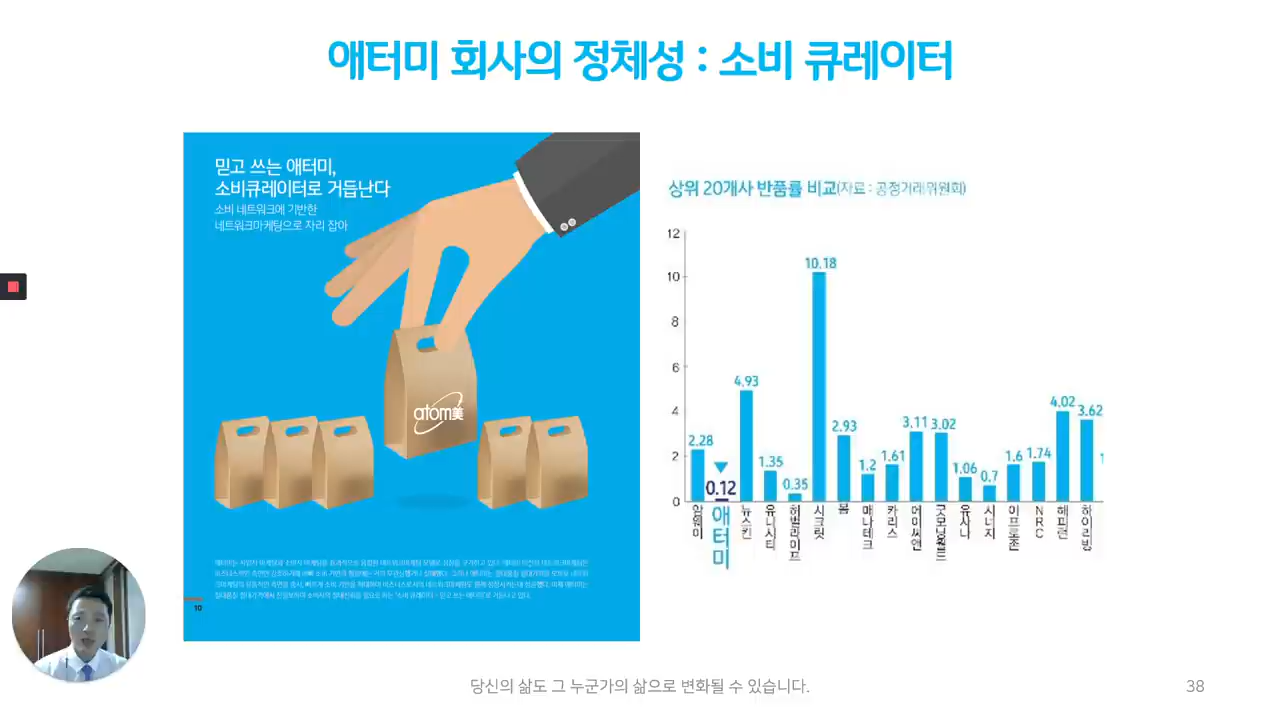 애터미 회사의 정체성 : 소비 큐레이터
믿고 쓰는 애터미,
소비큐레이터로 거듭난다
소비 네트워크에 기반한
네트워크마케팅으로 자리 잡아
atom美
10
상위 20개사 반품률 비교(자료 : 공정거래위원회)
12
10
8
6
4
2
0
2.28
0.12
4.93
1.35
0.35
10.18
2.93
1.2
1.61
3.11
3.02
1.06
0.7
1.6
1.74
4.02
3.62
암웨이
애터미
뉴스킨
유니시티
허벌라이프
시크릿
봄
매나테크
카리스
에이씨앤
굿모닝월드
유사나
시너지
이프로존
NRC
해피런
하이리빙
당신의 삶도 그 누군가의 삶으로 변화될 수 있습니다.
38